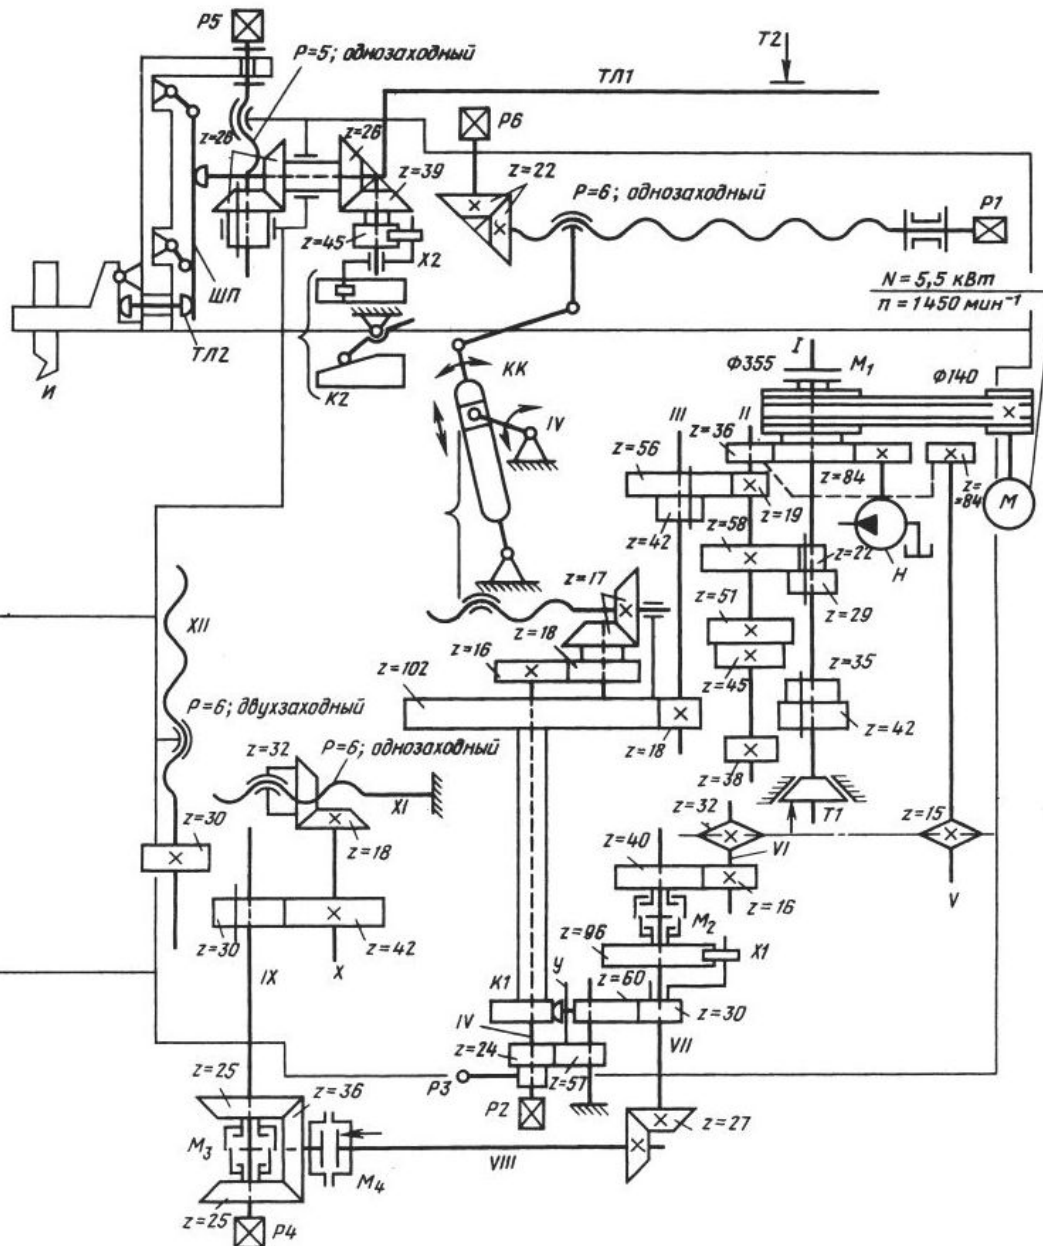 P5
P=5; однозаходный
T2
ТЛ1
P6
z=28
z=26
z=39
z=22
P=6; однозаходный
P1
z=45
X2
N = 5,5 кВт
n = 1450 мин⁻¹
ШП
ТЛ2
И
К2
КК
IV
I
Ф355
M₁
Ф140
III
II
z=36
z=56
z=84
z=
=84
M
z=19
z=42
z=58
z=22
H
z=29
z=17
z=51
XII
z=18
z=16
z=35
z=102
z=45
P=6; двухзаходный
z=42
z=32
P=6; однозаходный
z=18
z=38
XI
z=32
T1
z=15
z=30
z=18
z=40
VI
V
z=16
M₂
z=96
X1
z=30
z=42
У
IX
X
К1
z=60
z=30
IV
VII
z=24
z=57
z=25
z=36
P3
P2
z=27
M₃
VIII
M₄
z=25
P4